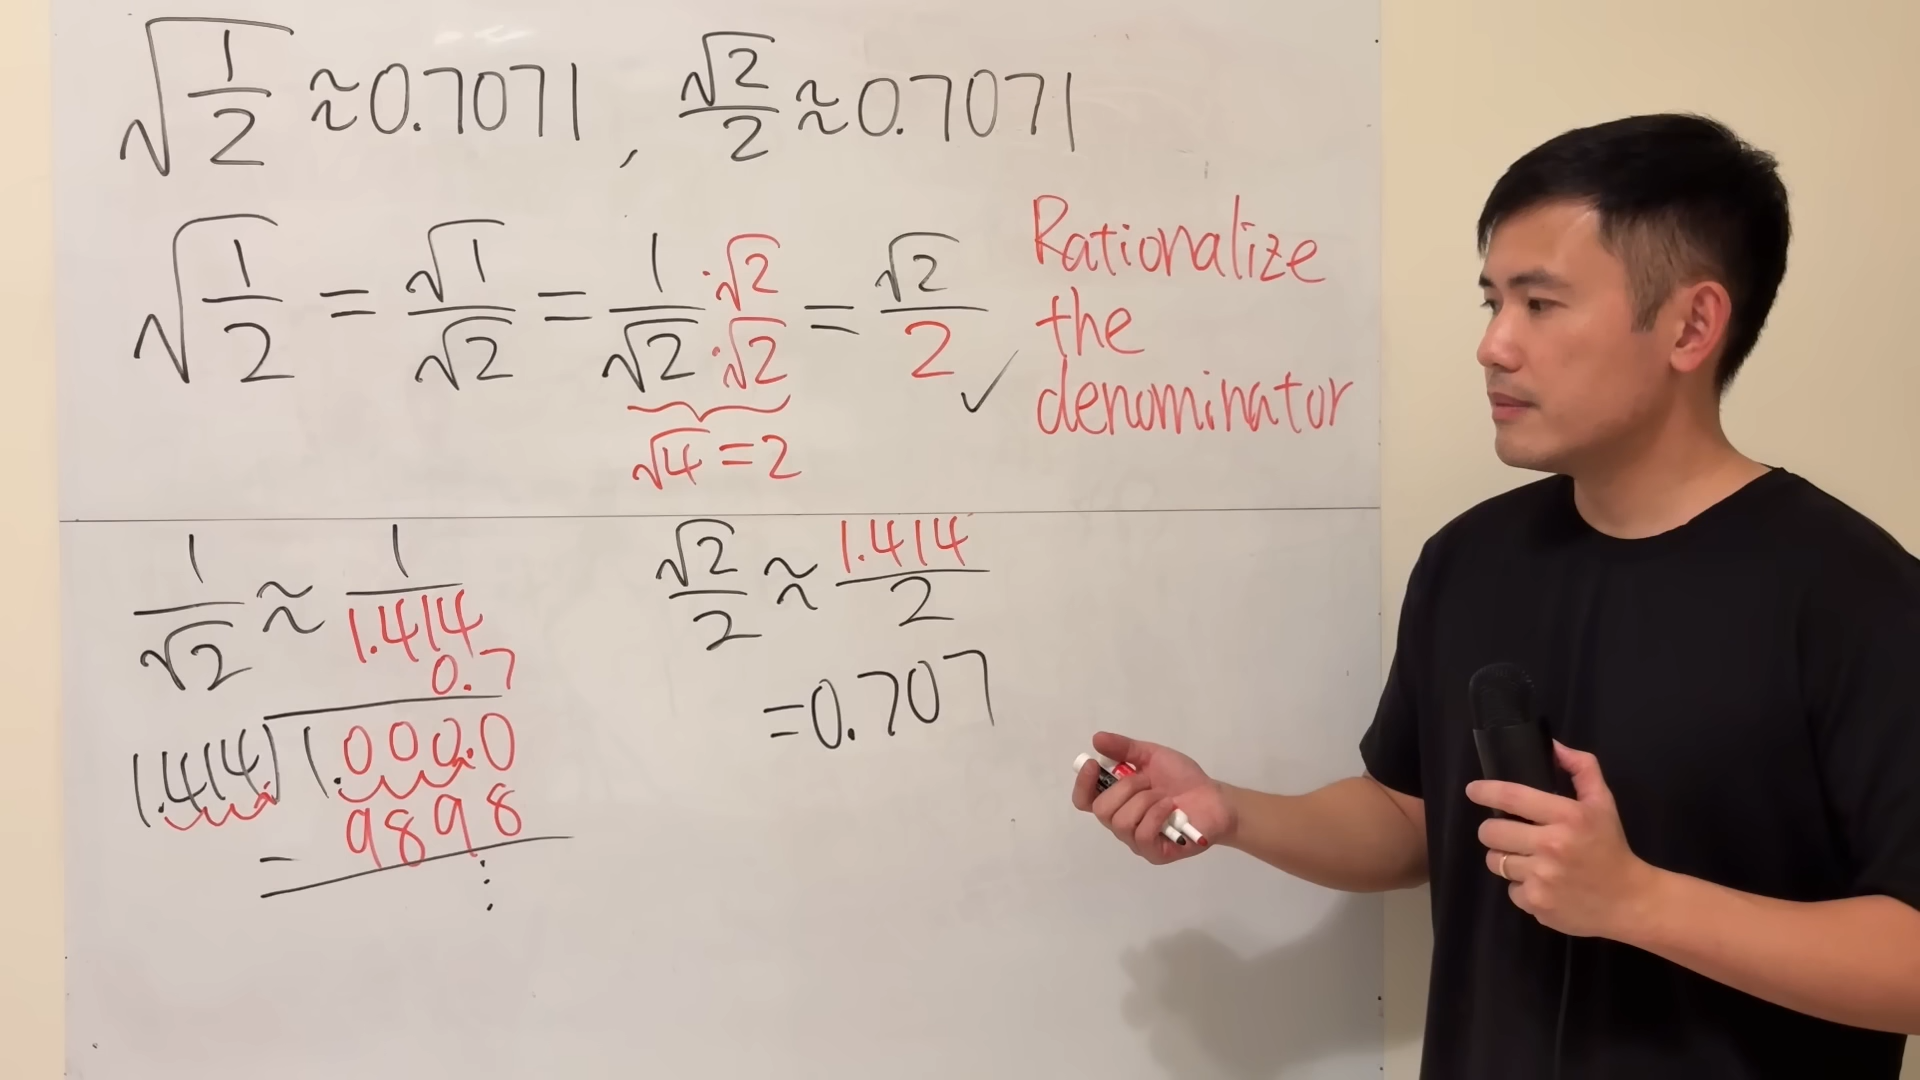 √(1/2) ≈ 0.7071 , √2/2 ≈ 0.7071
√(1/2) = √1/√2 = 1·√2/√2·√2 = √2/2 ✓
√4 = 2
Rationalize
the
denominator
1/√2 ≈ 1/1.414
0.7
1.414)1.000.0
- 9898
⋮
√2/2 ≈ 1.414/2
= 0.707